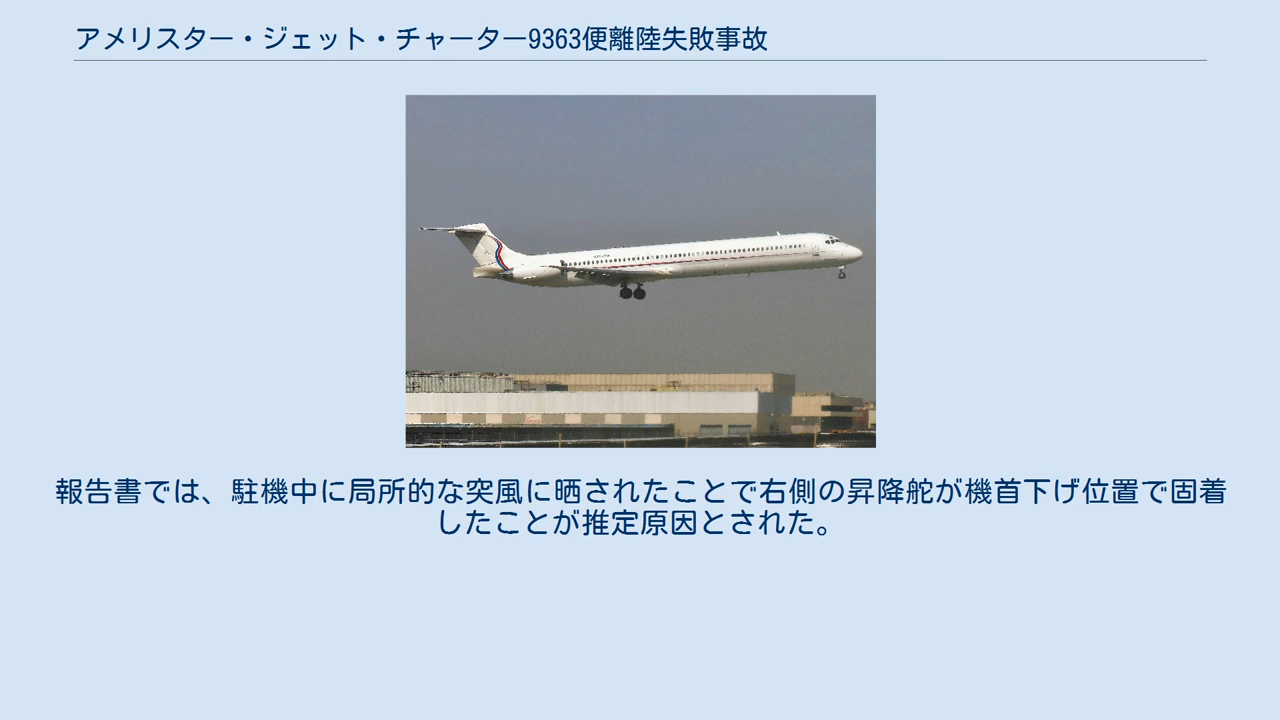 アメリスター・ジェット・チャーター9363便離陸失敗事故
報告書では、駐機中に局所的な突風に晒されたことで右側の昇降舵が機首下げ位置で固着
したことが推定原因とされた。